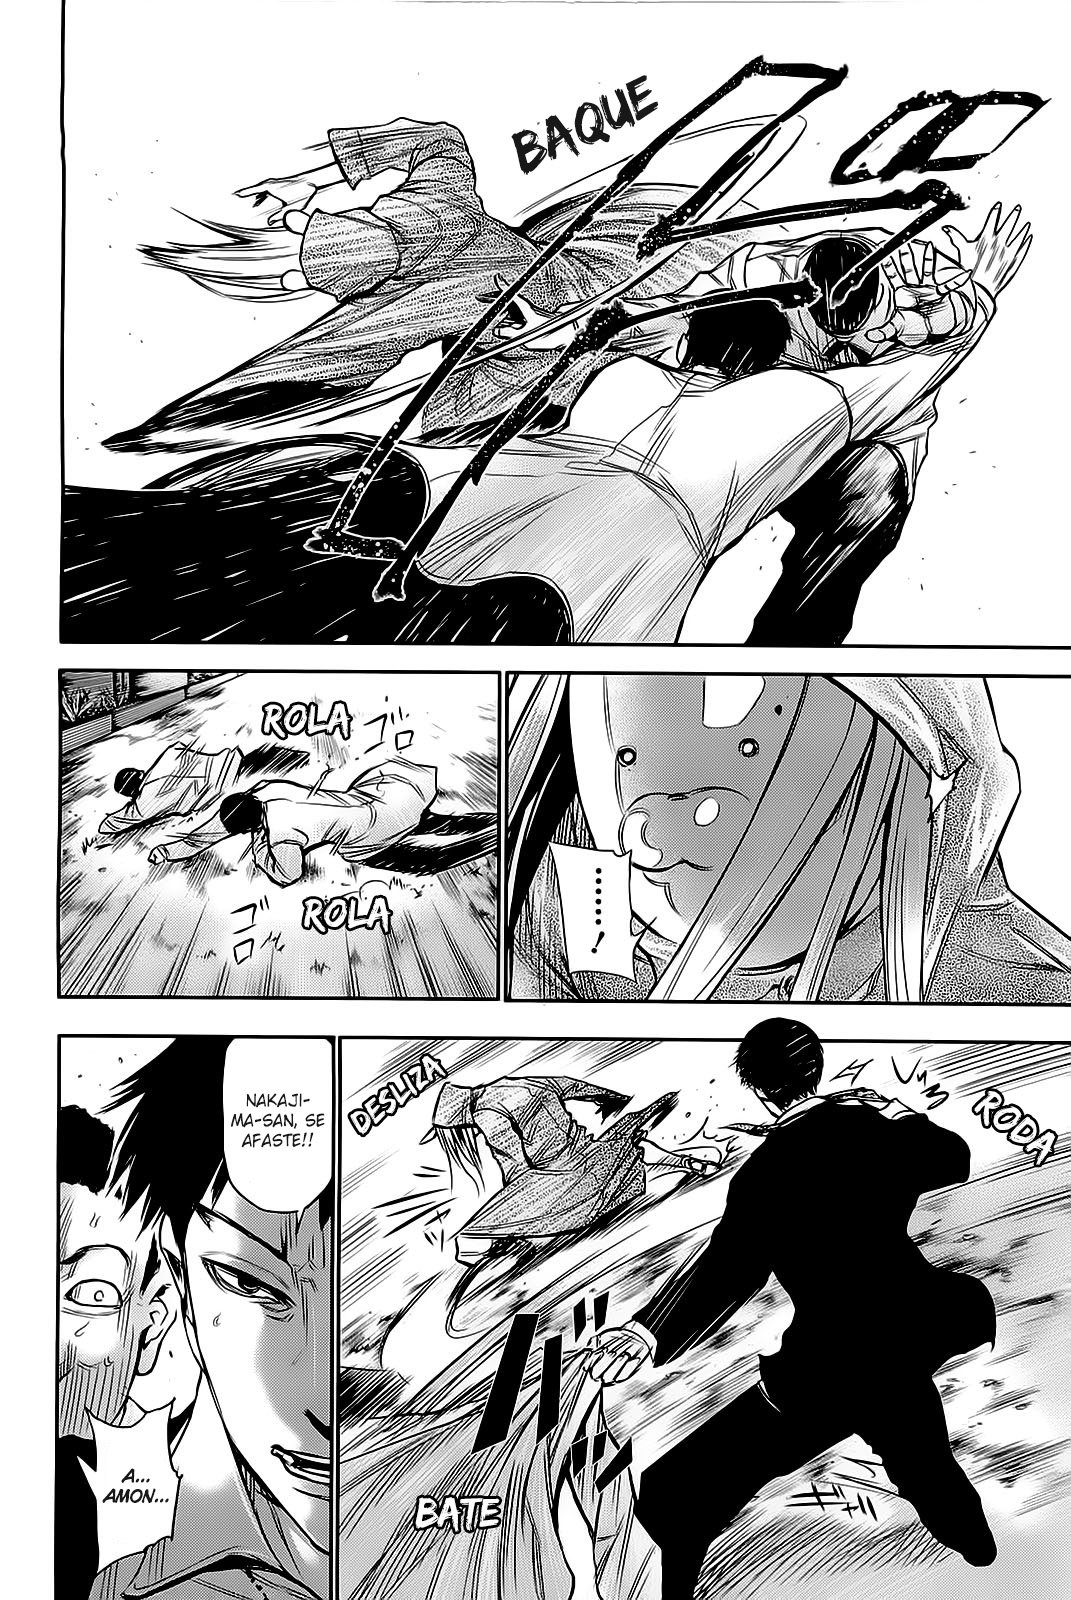 BAQUE
......!
ROLA
ゴロ
ゴロ
ROLA
RODA
DESLIZA
BATE
NAKAJI-
MA-SAN, SE
AFASTE!!
A...
AMON...